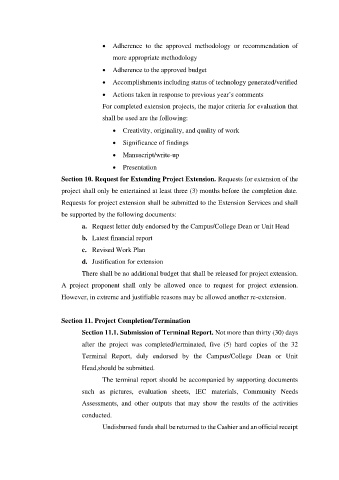 • Adherence to the approved methodology or recommendation of
more appropriate methodology
• Adherence to the approved budget
• Accomplishments including status of technology generated/verified
• Actions taken in response to previous year's comments
For completed extension projects, the major criteria for evaluation that
shall be used are the following:
• Creativity, originality, and quality of work
• Significance of findings
• Manuscript/write-up
• Presentation
Section 10. Request for Extending Project Extension. Requests for extension of the
project shall only be entertained at least three (3) months before the completion date.
Requests for project extension shall be submitted to the Extension Services and shall
be supported by the following documents:
a. Request letter duly endorsed by the Campus/College Dean or Unit Head
b. Latest financial report
c. Revised Work Plan
d. Justification for extension
There shall be no additional budget that shall be released for project extension.
A project proponent shall only be allowed once to request for project extension.
However, in extreme and justifiable reasons may be allowed another re-extension.
Section 11. Project Completion/Termination
Section 11.1. Submission of Terminal Report. Not more than thirty (30) days
after the project was completed/terminated, five (5) hard copies of the 32
Terminal Report, duly endorsed by the Campus/College Dean or Unit
Head,should be submitted.
The terminal report should be accompanied by supporting documents
such as pictures, evaluation sheets, IEC materials, Community Needs
Assessments, and other outputs that may show the results of the activities
conducted.
Undisbursed funds shall be returned to the Cashier and an official receipt